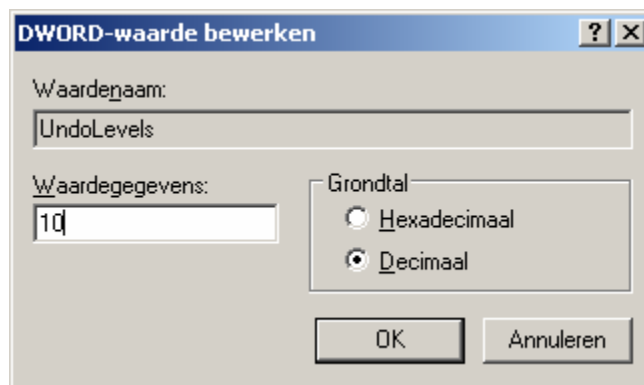 DWORD-waarde bewerken
Waardenaam:
UndoLevels
Waardegegevens:
10
Grondtal
Hexadecimaal
Decimaal
OK
Annuleren